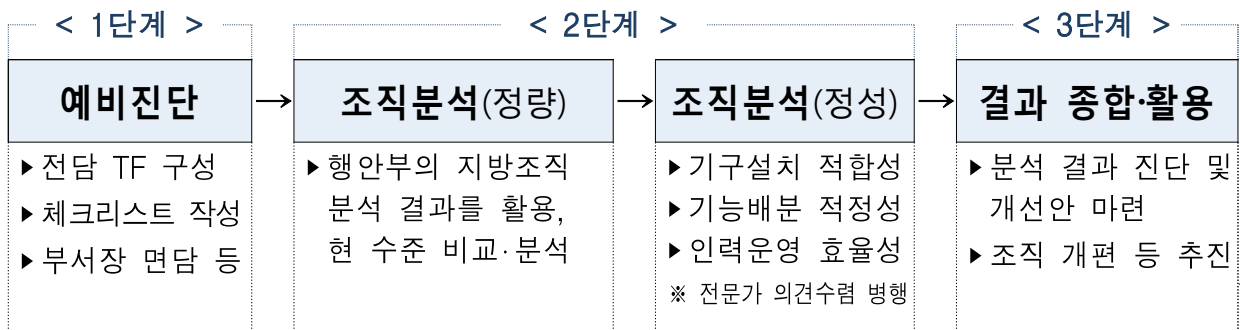 < 1단계 >
예비진단
▶전담 TF 구성
▶체크리스트 작성
▶부서장 면담 등
< 2단계 >
조직분석(정량)
▶행안부의 지방조직
분석 결과를 활용,
현 수준 비교·분석
조직분석(정성)
▶기구설치 적합성
▶기능배분 적정성
▶인력운영 효율성
※ 전문가 의견수렴 병행
< 3단계 >
결과 종합·활용
▶분석 결과 진단 및
개선안 마련
▶조직 개편 등 추진